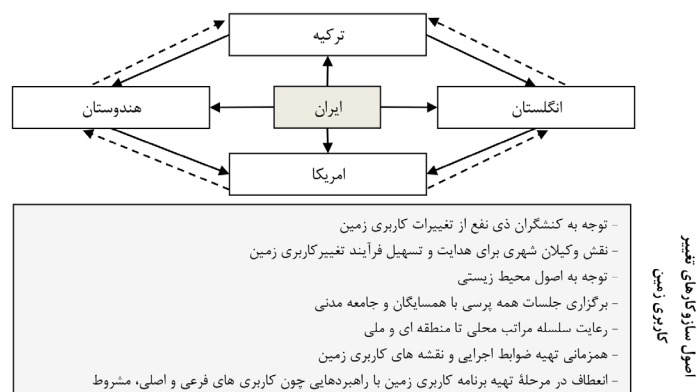 ترکیه
هندوستان
ایران
انگلستان
امریکا
اصول سازوکارهای تغییر
کاربری زمین
- توجه به کنشگران ذی نفع از تغییرات کاربری زمین
- نقش وکیلان شهری برای هدایت و تسهیل فرآیند تغییرکاربری زمین
- توجه به اصول محیط زیستی
- برگزاری جلسات همه پرسی با همسایگان و جامعه مدنی
- رعایت سلسله مراتب محلی تا منطقه ای و ملی
- همزمانی تهیه ضوابط اجرایی و نقشه های کاربری زمین
- انعطاف در مرحلهٔ تهیه برنامه کاربری زمین با راهبردهایی چون کاربری های فرعی و اصلی، مشروط